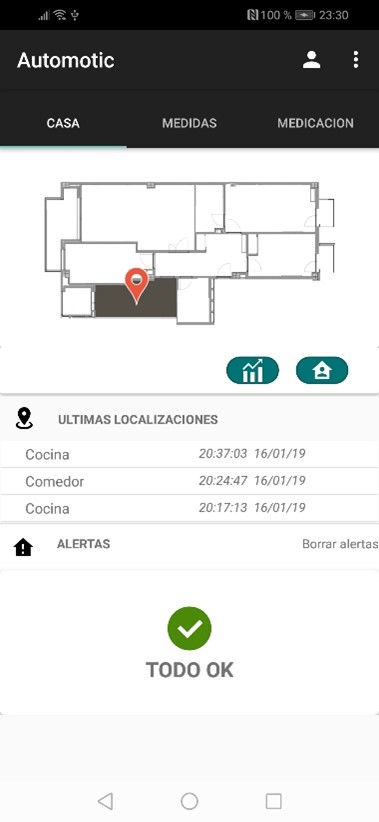 100 % 23:30
Automotic
CASA MEDIDAS MEDICACION
ULTIMAS LOCALIZACIONES
Cocina 20:37:03 16/01/19
Comedor 20:24:47 16/01/19
Cocina 20:17:13 16/01/19
ALERTAS Borrar alertas
TODO OK